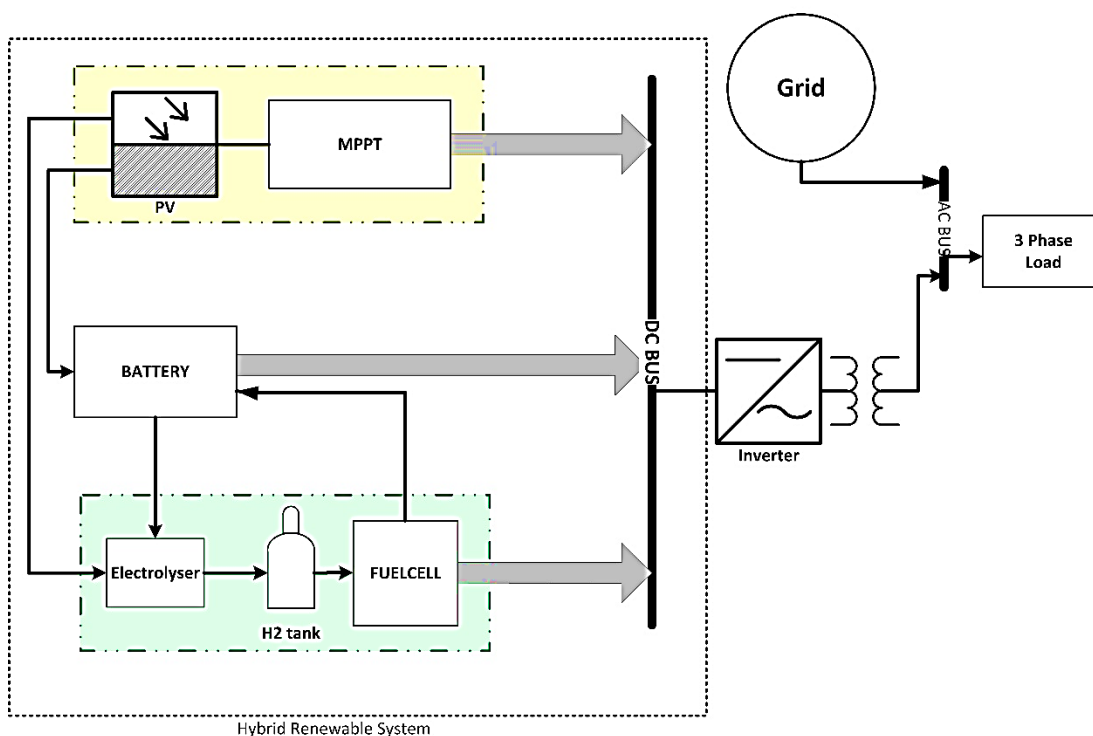 Grid
MPPT
PV
AC BUS
3 Phase
Load
DC BUS
BATTERY
Inverter
Electrolyser
FUELCELL
H2 tank
Hybrid Renewable System